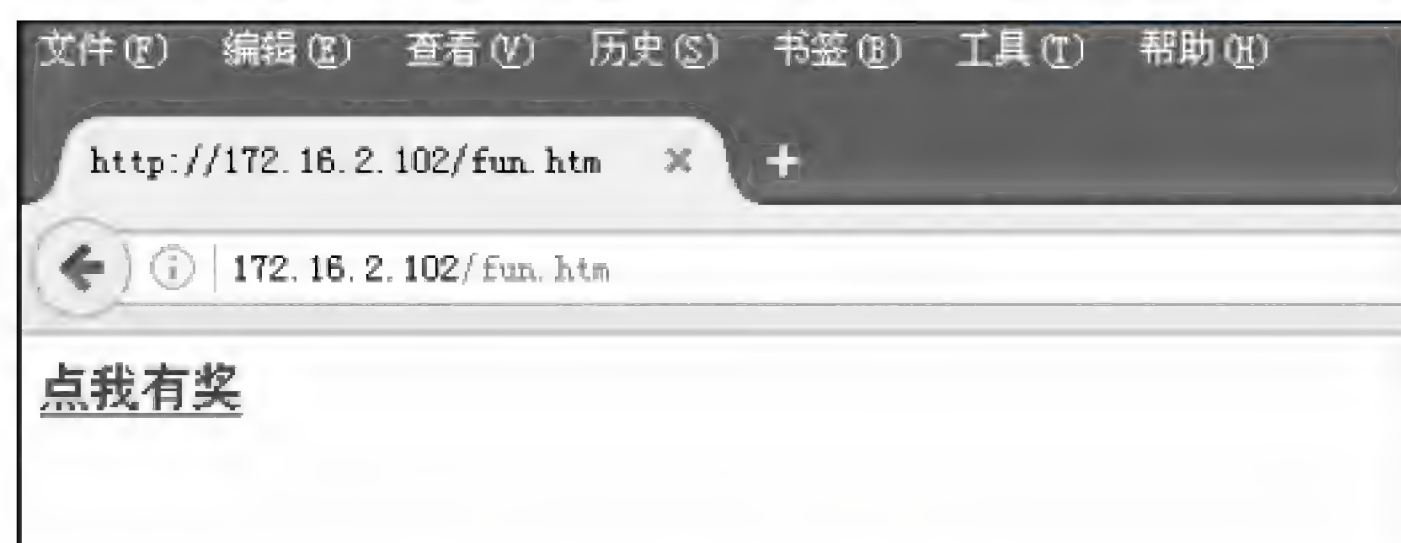 文件(F) 编辑(E) 查看(V) 历史(S) 书签(B) 工具(T) 帮助(H)
http://172.16.2.102/fun.htm × +
172.16.2.102/fun.htm
点我有奖